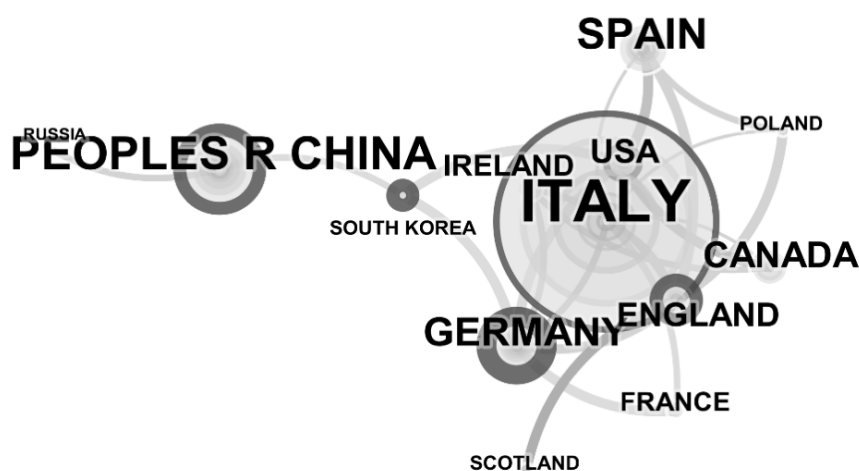 SPAIN
POLAND
RUSSIA
PEOPLES R CHINA
IRELAND
USA
ITALY
SOUTH KOREA
CANADA
ENGLAND
GERMANY
FRANCE
SCOTLAND